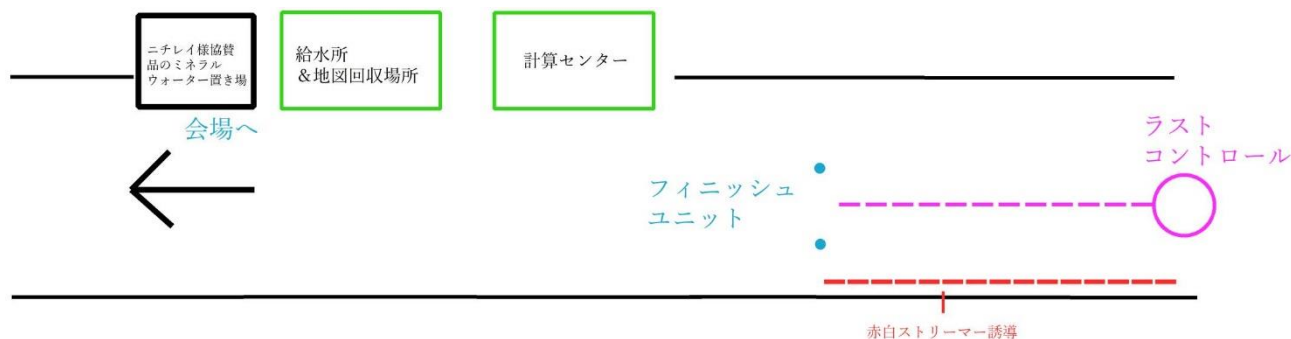 ニチレイ様協賛
品のミネラル
ウォーター置き場
給水所
&地図回収場所
計算センター
会場へ
ラスト
コントロール
フィニッシュ
ユニット
赤白ストリーマー誘導